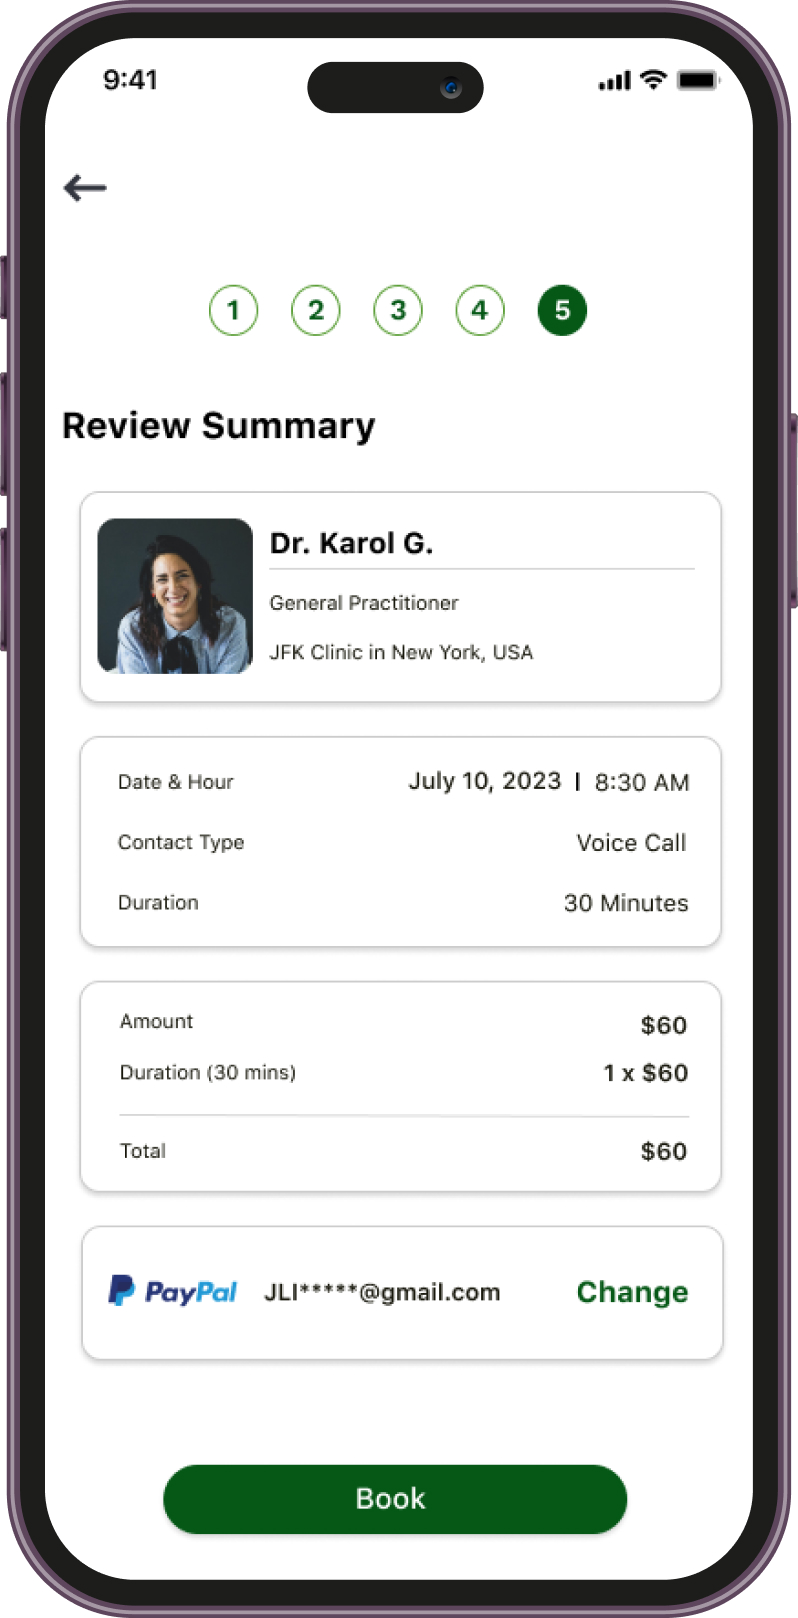 9:41
1 2 3 4 5
Review Summary
Dr. Karol G.
General Practitioner
JFK Clinic in New York, USA
Date & Hour July 10, 2023 | 8:30 AM
Contact Type Voice Call
Duration 30 Minutes
Amount $60
Duration (30 mins) 1 x $60
Total $60
PayPal JLI*****@gmail.com Change
Book